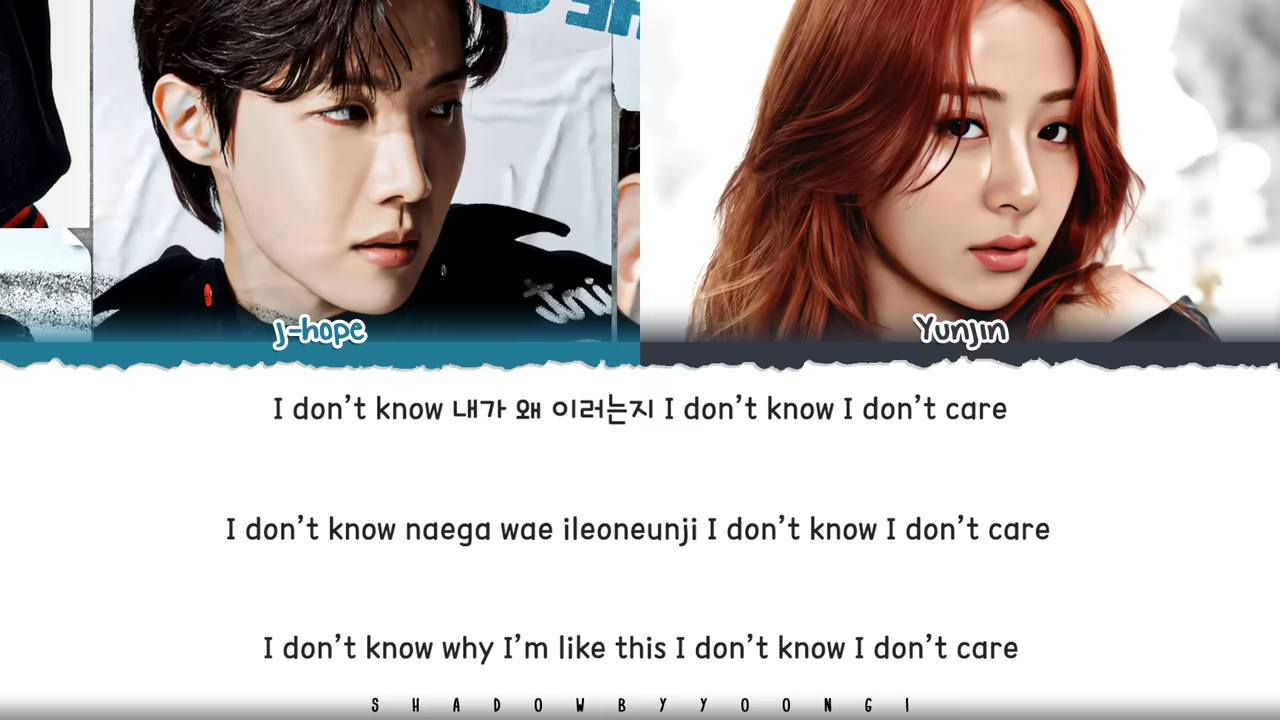 J-hope
Yunjin
I don't know 내가 왜 이러는지 I don't know I don't care
I don't know naega wae ileoneunji I don't know I don't care
I don't know why I'm like this I don't know I don't care
SHADOWBYYOONGI